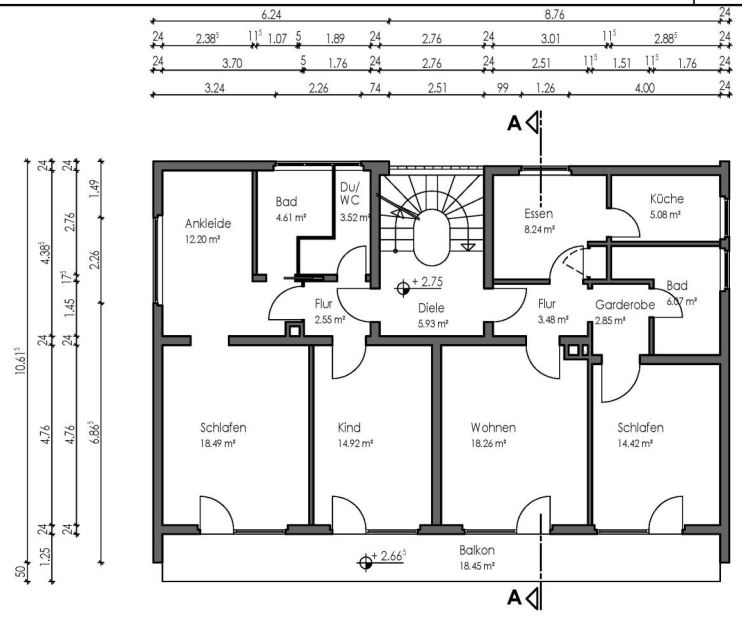 6.24 8.76 24
24 2.38⁵ 11⁵ 1.07 5 1.89 24 2.76 24 3.01 11⁵ 2.88⁵ 24
24 3.70 5 1.76 24 2.76 24 2.51 11⁵ 1.51 11⁵ 1.76 24
3.24 2.26 74 2.51 99 1.26 4.00 24
A
50 10.61⁵
24 4.38⁵ 24 4.76 24 1.25
24 2.76 17⁵ 1.45 24 4.76 24
1.49 2.26 6.86⁵
Ankleide
12.20 m²
Bad
4.61 m²
Du/
WC
3.52 m²
Essen
8.24 m²
Küche
5.08 m²
+ 2.75
Flur
2.55 m²
Diele
5.93 m²
Flur
3.48 m²
Garderobe
2.85 m²
Bad
6.07 m²
Schlafen
18.49 m²
Kind
14.92 m²
Wohnen
18.26 m²
Schlafen
14.42 m²
+ 2.66⁵
Balkon
18.45 m²
A